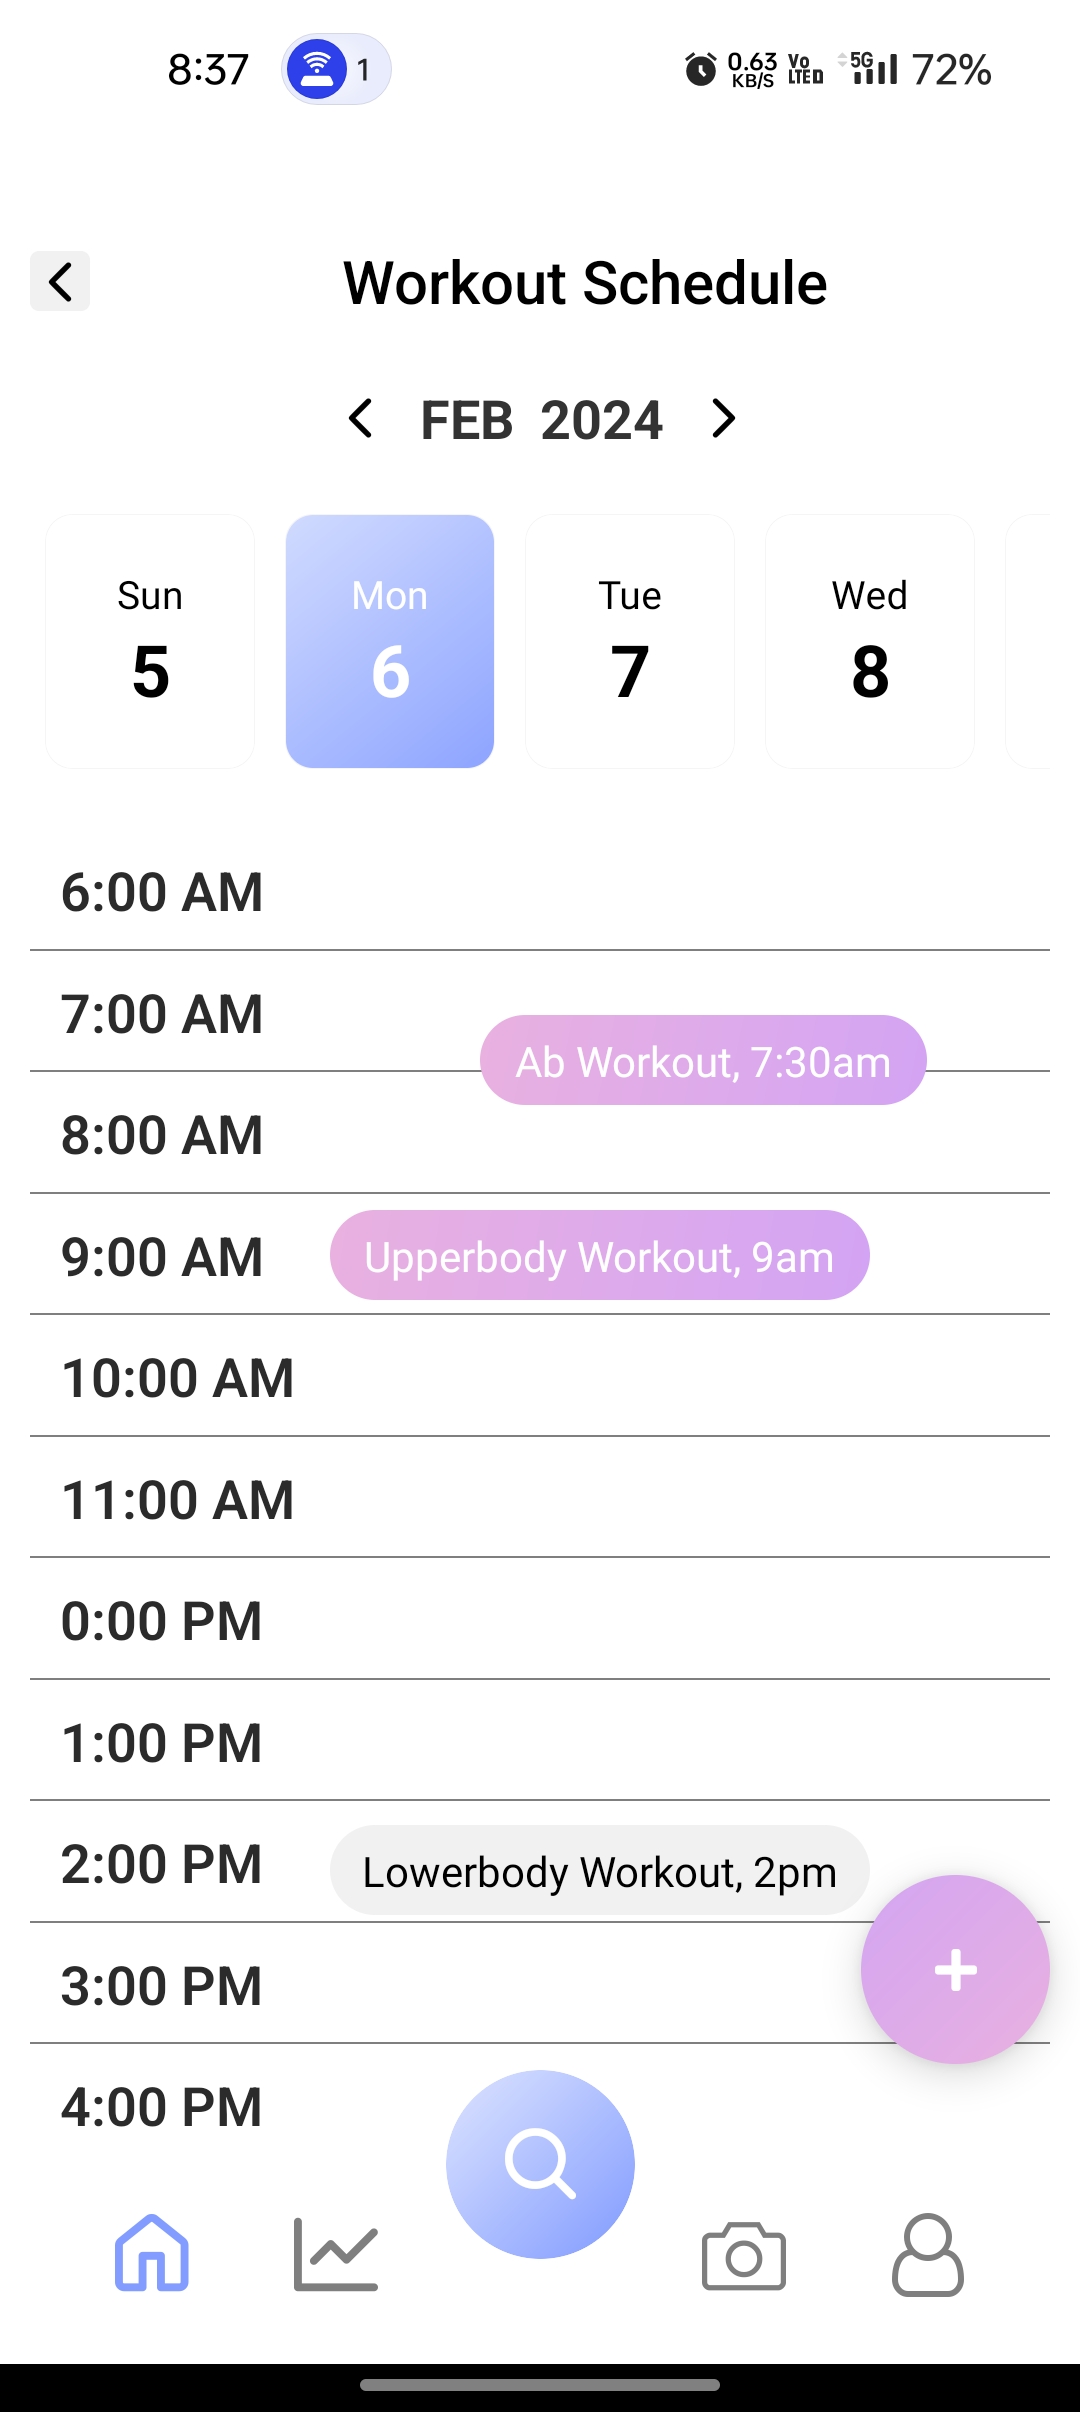 8:37 1 0.63 KB/S Vo LTE D 5G 72%
Workout Schedule
FEB 2024
Sun Mon Tue Wed
5 6 7 8
6:00 AM
7:00 AM
Ab Workout, 7:30am
8:00 AM
9:00 AM Upperbody Workout, 9am
10:00 AM
11:00 AM
0:00 PM
1:00 PM
2:00 PM Lowerbody Workout, 2pm
3:00 PM
4:00 PM